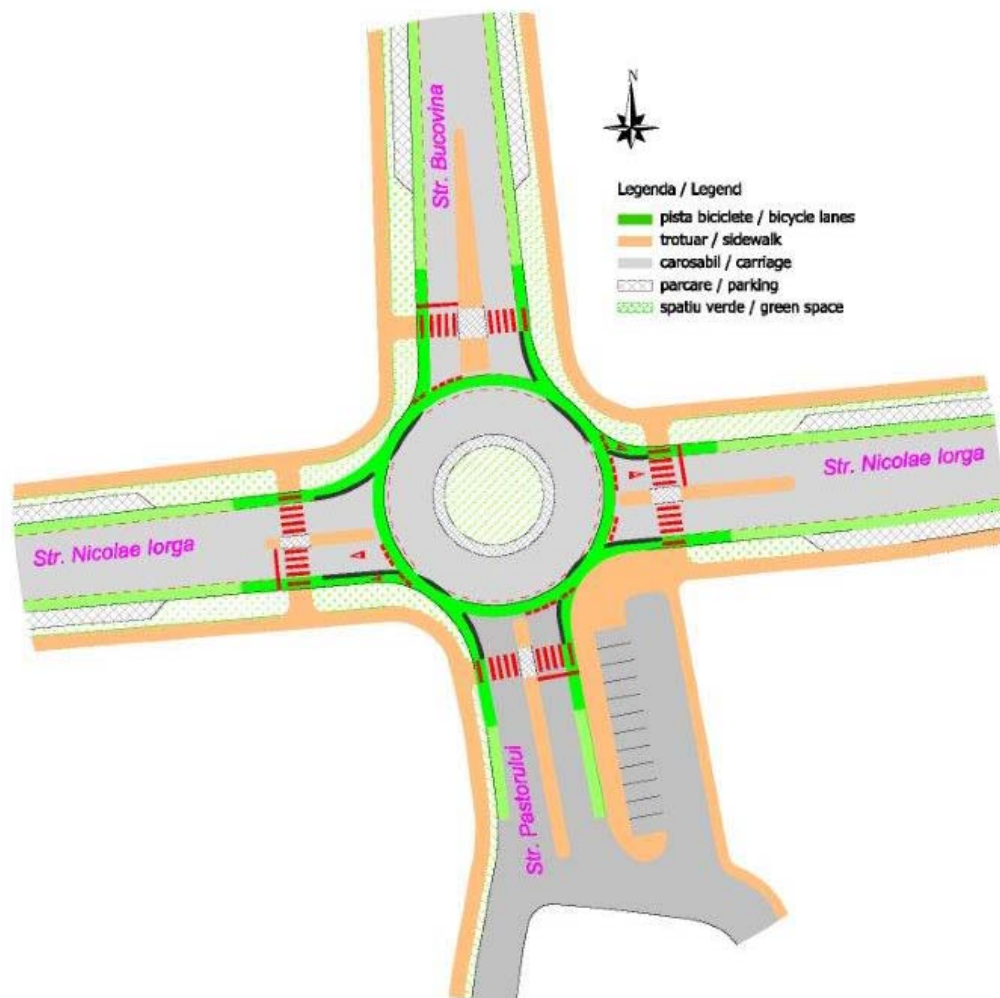 Str. Bucovina
N
Legenda / Legend
pista biciclete / bicycle lanes
trotuar / sidewalk
carosabil / carriage
parcare / parking
spatiu verde / green space
Str. Nicolae Iorga
Str. Nicolae Iorga
Str. Pastorului